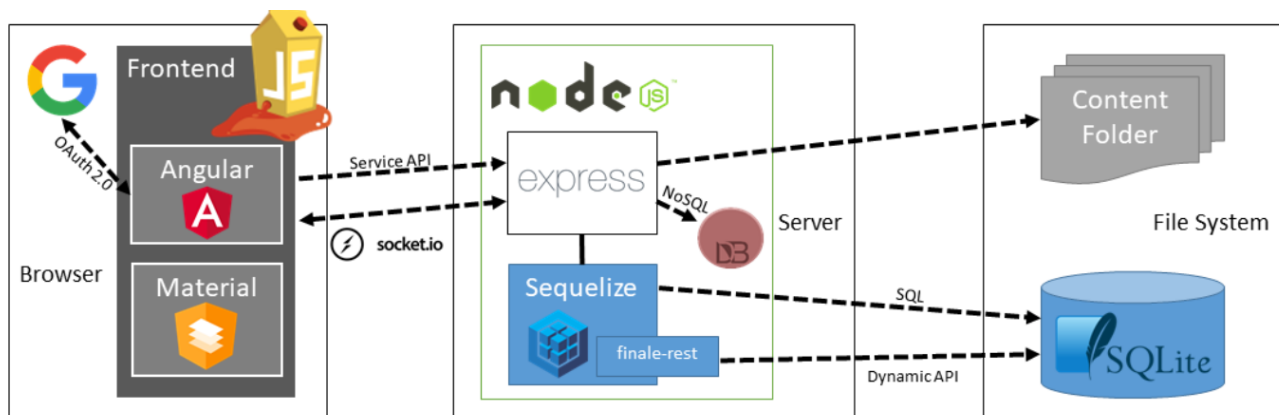 Frontend
JS
OAuth 2.0
Angular
A
Material
Browser
Service API
socket.io
node
JS
TM
express
NoSQL
DB
Server
Sequelize
finale-rest
SQL
Dynamic API
Content
Folder
File System
SQLite